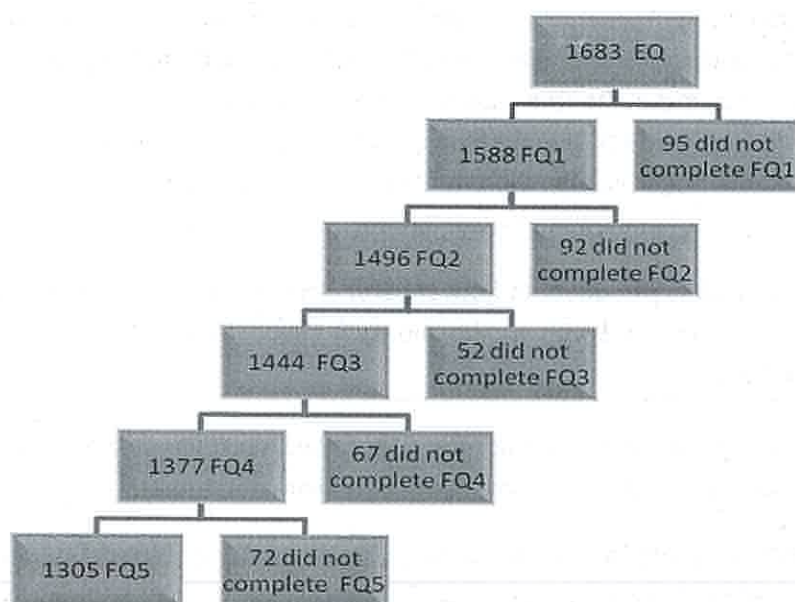 1683 EQ
1588 FQ1
95 did not
complete FQ1
1496 FQ2
92 did not
complete FQ2
1444 FQ3
52 did not
complete FQ3
1377 FQ4
67 did not
complete FQ4
1305 FQ5
72 did not
complete FQ5